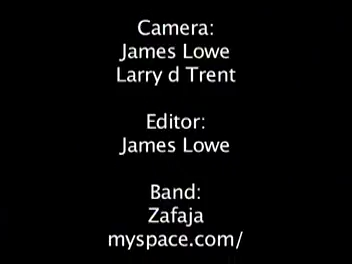 Camera:
James Lowe
Larry d Trent
Editor:
James Lowe
Band:
Zafaja
myspace.com/